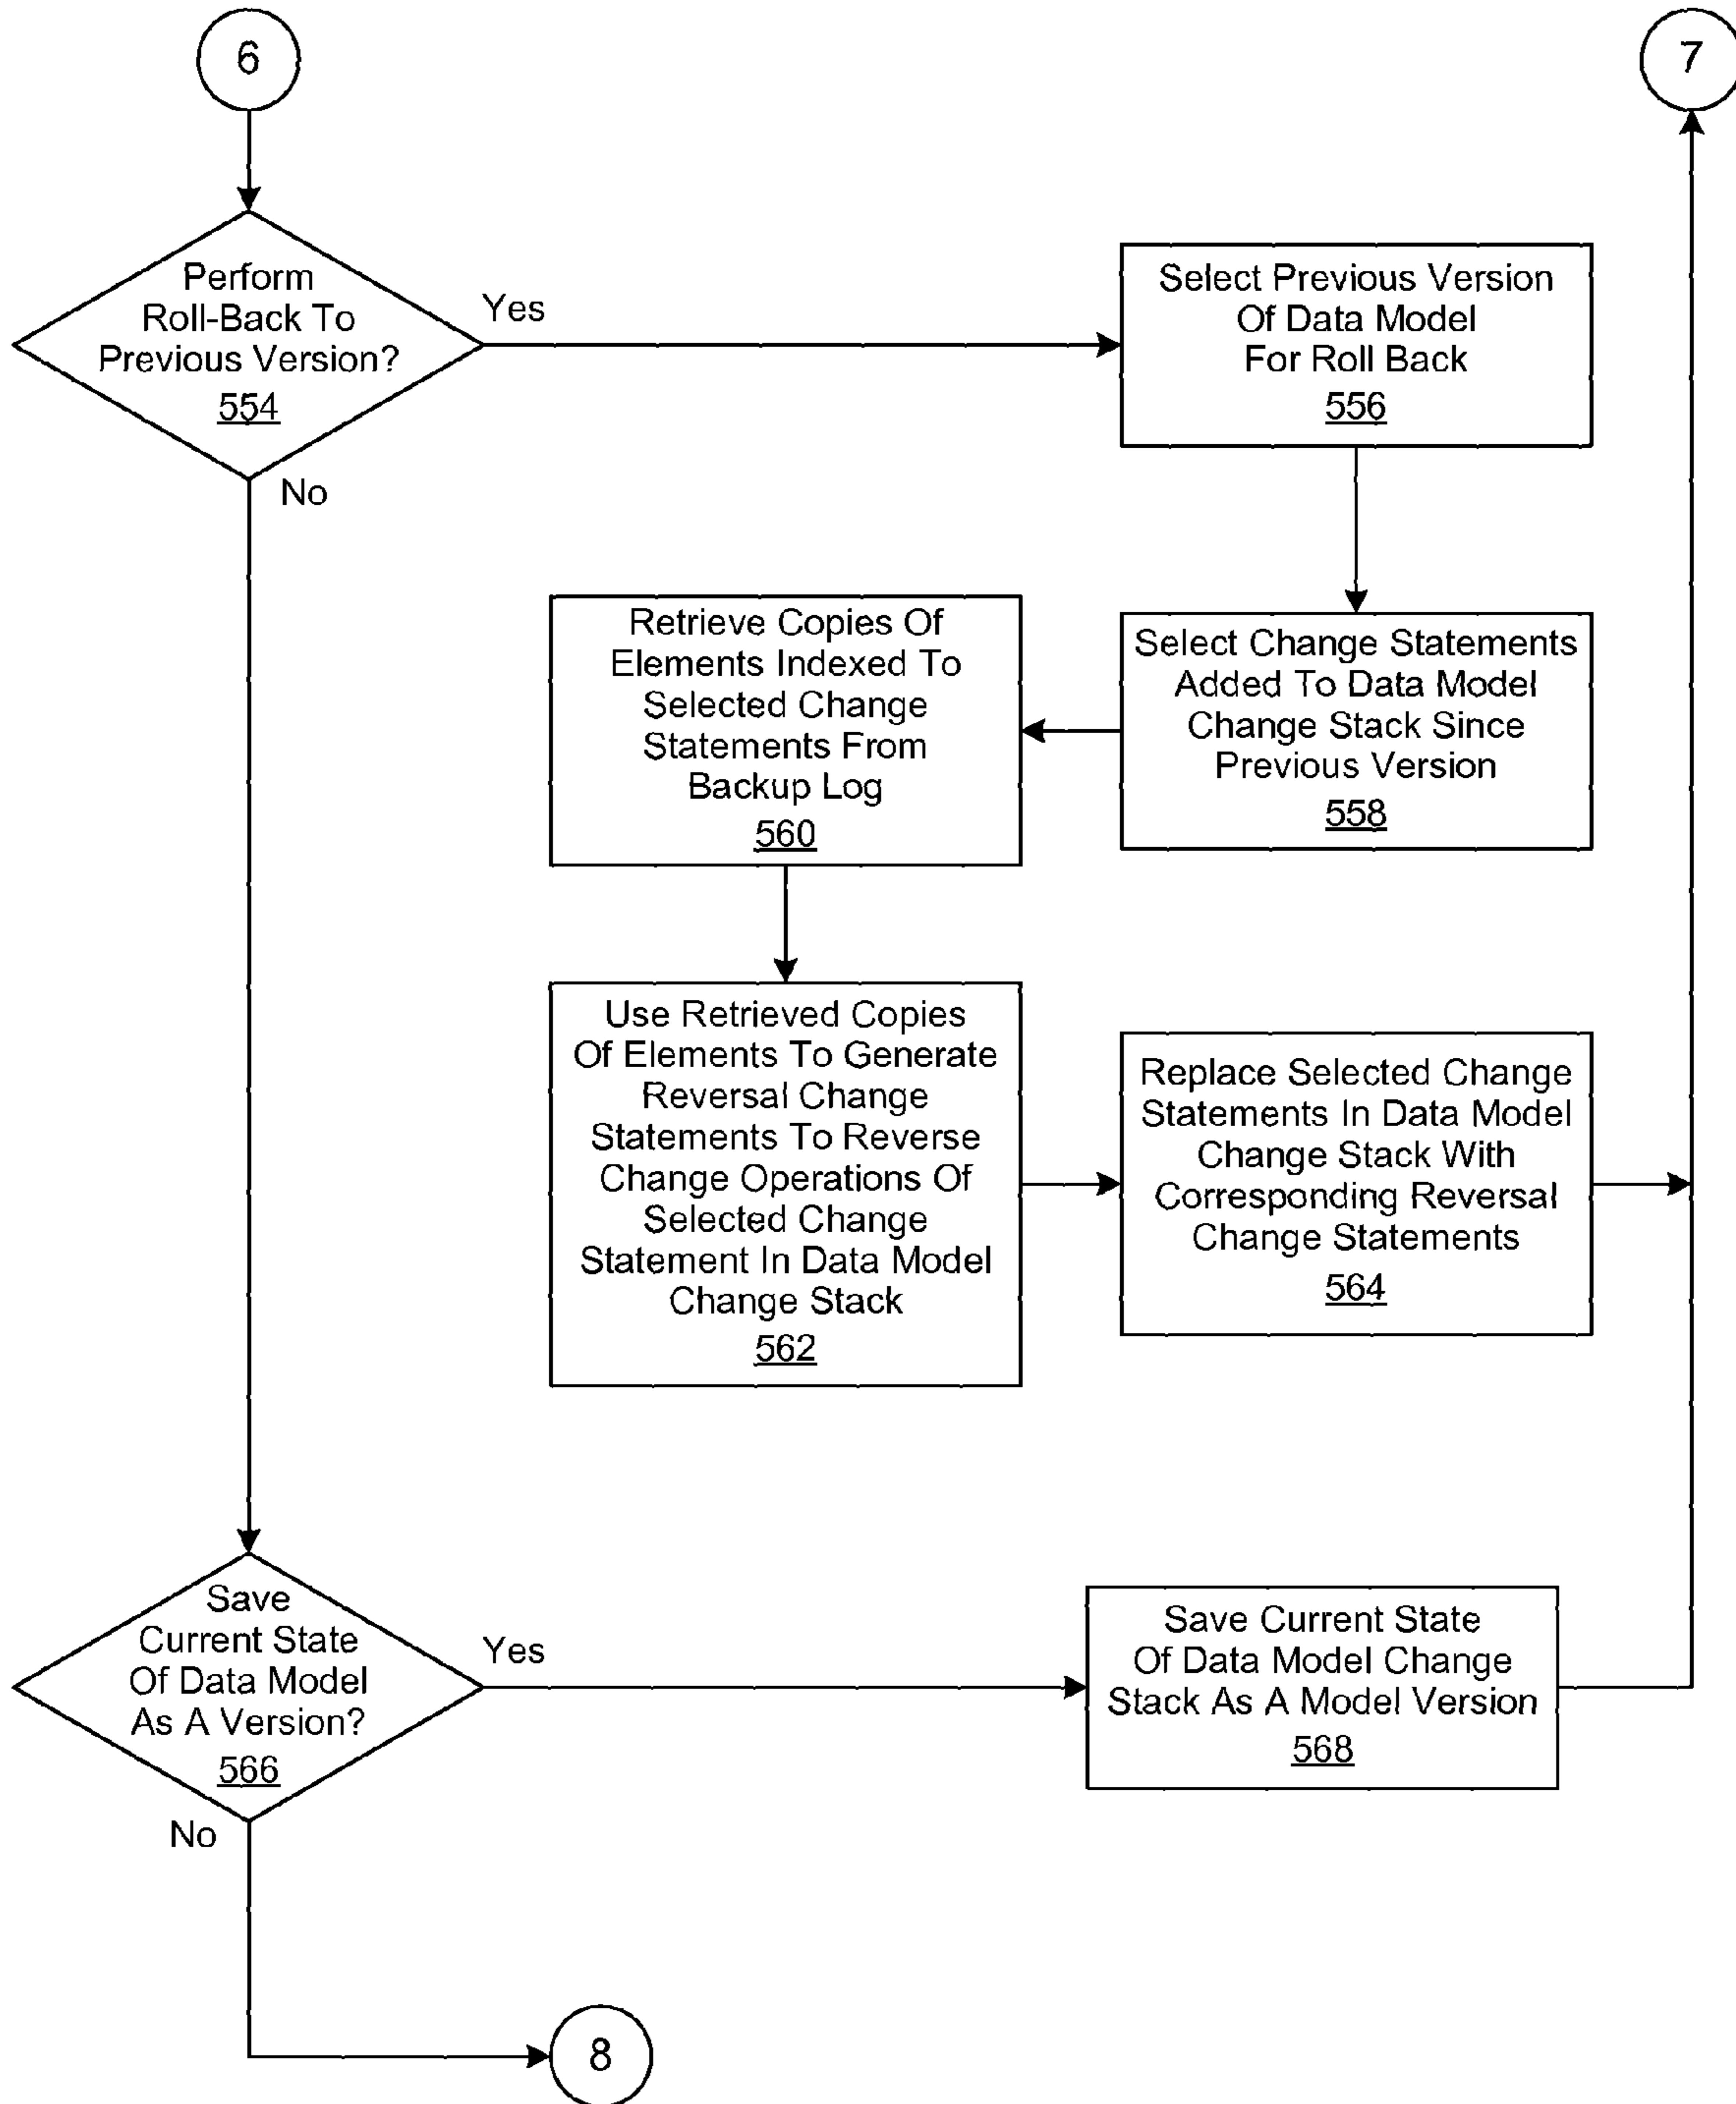 6
7
Perform
Roll-Back To
Previous Version?
554
Yes
No
Select Previous Version
Of Data Model
For Roll Back
556
Select Change Statements
Added To Data Model
Change Stack Since
Previous Version
558
Retrieve Copies Of
Elements Indexed To
Selected Change
Statements From
Backup Log
560
Use Retrieved Copies
Of Elements To Generate
Reversal Change
Statements To Reverse
Change Operations Of
Selected Change
Statement In Data Model
Change Stack
562
Replace Selected Change
Statements In Data Model
Change Stack With
Corresponding Reversal
Change Statements
564
Save
Current State
Of Data Model
As A Version?
566
Yes
No
Save Current State
Of Data Model Change
Stack As A Model Version
568
8